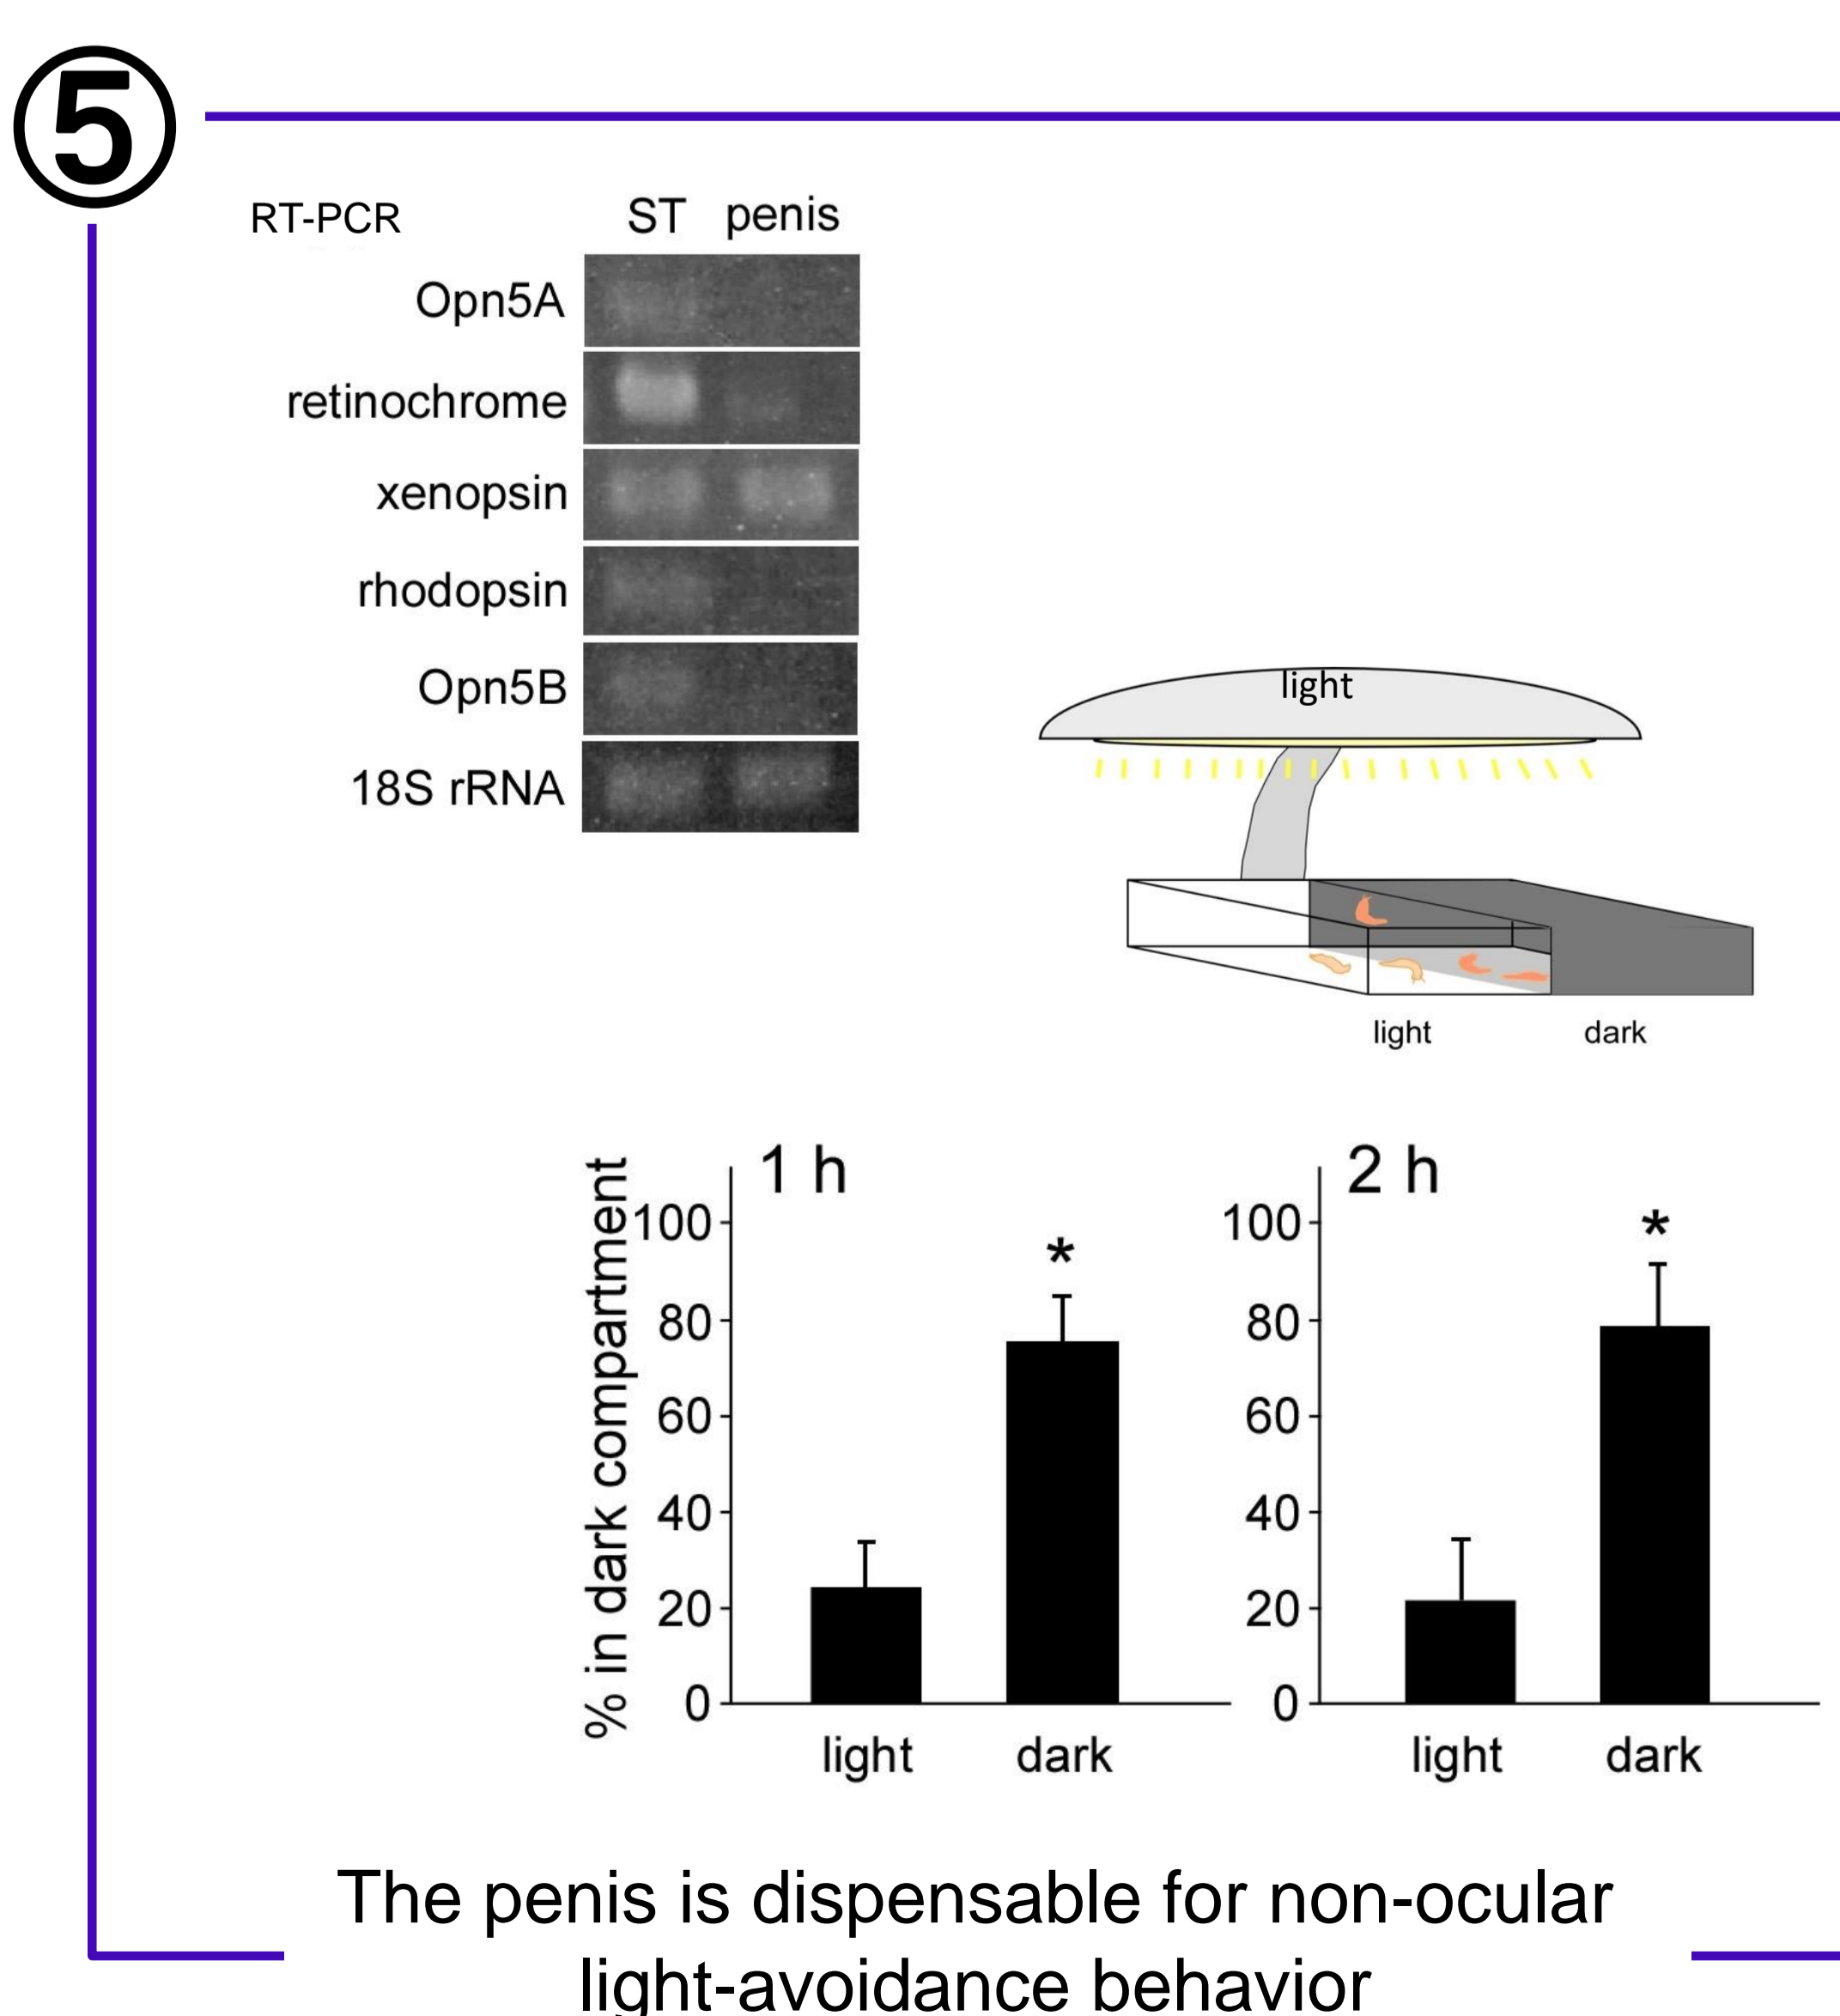 ⑤
RT-PCR ST penis
Opn5A
retinochrome
xenopsin
rhodopsin
Opn5B
18S rRNA
light
light dark
% in dark compartment
1 h
100
80
60
40
20
0
*
light dark
2 h
100
80
60
40
20
0
*
light dark
The penis is dispensable for non-ocular
light-avoidance behavior